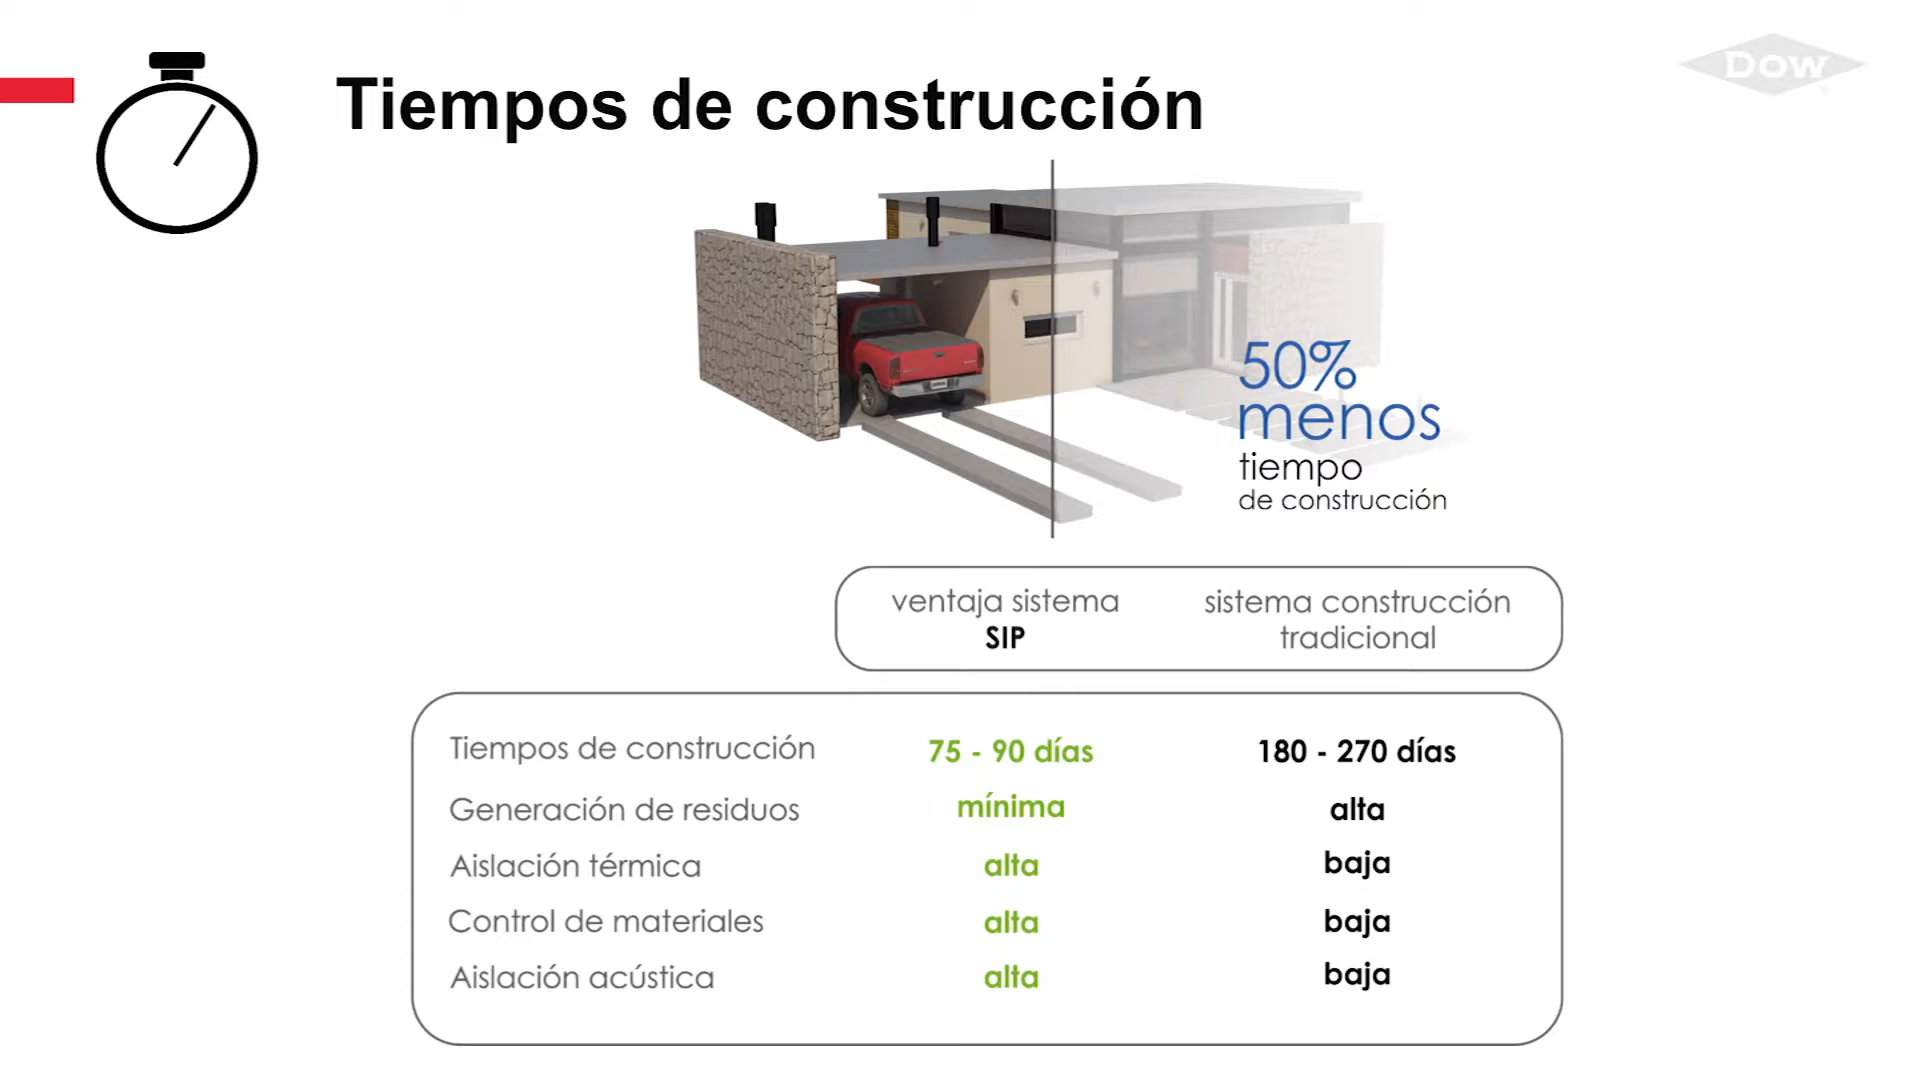 Dow
Tiempos de construcción
50%
menos
tiempo
de construcción
ventaja sistema
SIP
sistema construcción
tradicional
Tiempos de construcción 75 - 90 días 180 - 270 días
Generación de residuos mínima alta
Aislación térmica alta baja
Control de materiales alta baja
Aislación acústica alta baja